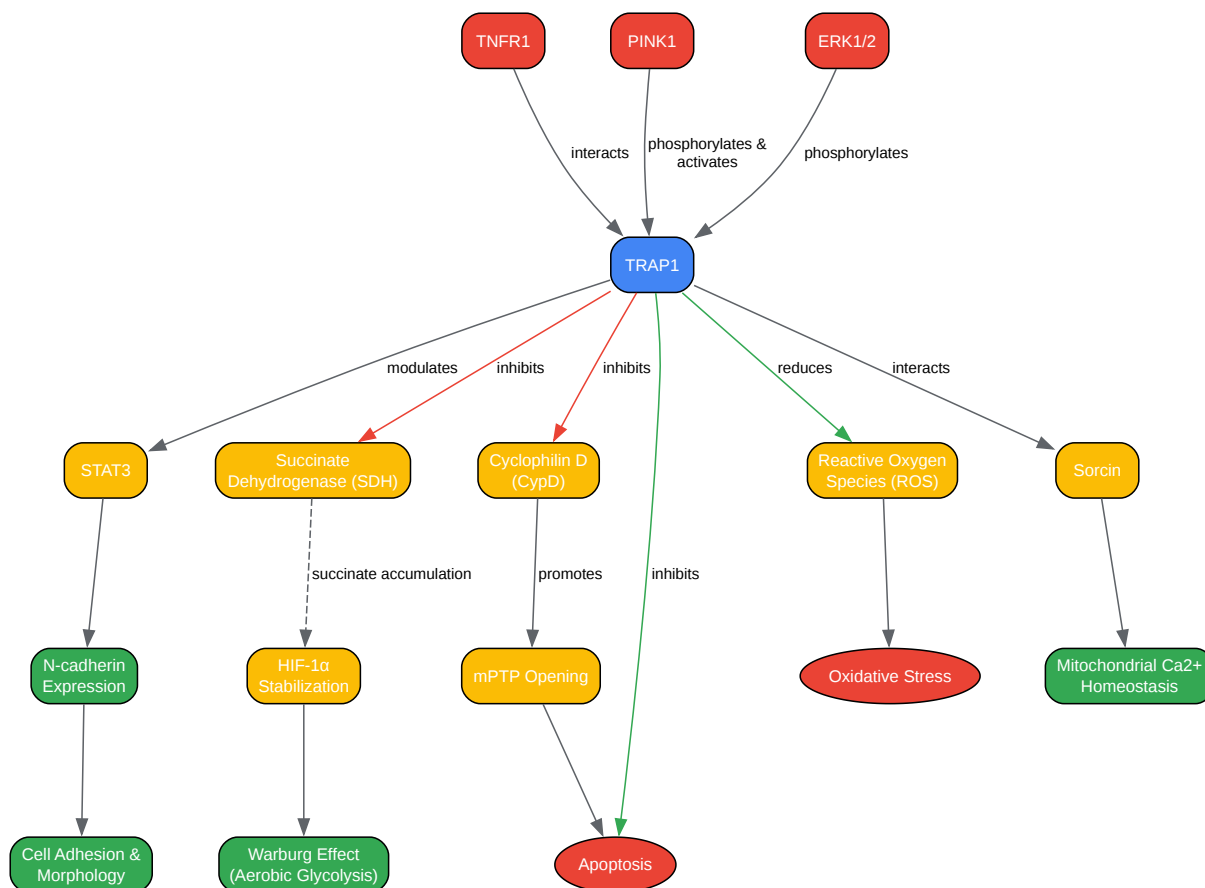 TNFR1
PINK1
ERK1/2
interacts
phosphorylates &
activates
phosphorylates
TRAP1
modulates
inhibits
inhibits
reduces
interacts
STAT3
Succinate
Dehydrogenase (SDH)
Cyclophilin D
(CypD)
Reactive Oxygen
Species (ROS)
Sorcin
succinate accumulation
promotes
inhibits
N-cadherin
Expression
HIF-1α
Stabilization
mPTP Opening
Oxidative Stress
Mitochondrial Ca2+
Homeostasis
Cell Adhesion &
Morphology
Warburg Effect
(Aerobic Glycolysis)
Apoptosis